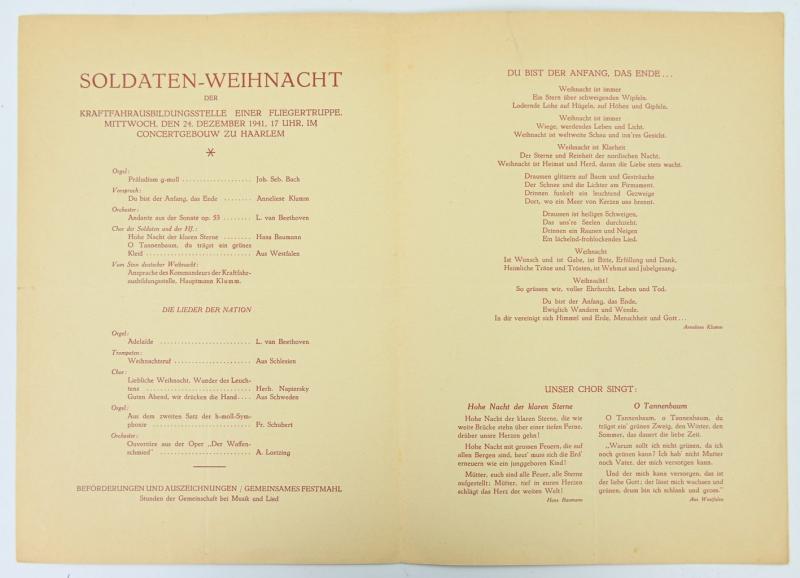 SOLDATEN-WEIHNACHT
DER
KRAFTFAHRAUSBILDUNGSSTELLE EINER FLIEGERTRUPPE,
MITTWOCH, DEN 24. DEZEMBER 1941, 17 UHR, IM
CONCERTGEBOUW ZU HAARLEM
*
Orgel:
Präludium g-moll .................... Joh. Seb. Bach
Vorspruch:
Du bist der Anfang, das Ende ........ Anneliese Klumm
Orchester:
Andante aus der Sonate op. 53 ........ L. van Beethoven
Chor der Soldaten und der HJ.:
Hohe Nacht der klaren Sterne ........ Hans Baumann
O Tannenbaum, du trägst ein grünes
Kleid .............................. Aus Westfalen
Vom Sinn deutscher Weihnacht:
Ansprache des Kommandeurs der Kraftfahr-
ausbildungsstelle, Hauptmann Klumm.
DIE LIEDER DER NATION
Orgel:
Adelaide .......................... L. van Beethoven
Trompeten:
Weihnachtsruf ...................... Aus Schlesien
Chor:
Liebliche Weihnacht, Wunder des Leuch-
tens .............................. Herb. Napiersky
Guten Abend, wir drücken die Hand .... Aus Schweden
Orgel:
Aus dem zweiten Satz der h-moll-Sym-
phonie ............................ Fr. Schubert
Orchester:
Ouvertüre aus der Oper „Der Waffen-
schmied" .......................... A. Lortzing
BEFÖRDERUNGEN UND AUSZEICHNUNGEN / GEMEINSAMES FESTMAHL
Stunden der Gemeinschaft bei Musik und Lied
DU BIST DER ANFANG, DAS ENDE ...
Weihnacht ist immer
Ein Stern über schweigenden Wipfeln,
Lodernde Lohe auf Hügeln, auf Höhen und Gipfeln.
Weihnacht ist immer
Wiege, werdendes Leben und Licht.
Weihnacht ist weltweite Schau und inn'res Gesicht.
Weihnacht ist Klarheit
Der Sterne und Reinheit der nordischen Nacht.
Weihnacht ist Heimat und Herd, daran die Liebe stets wacht.
Draussen glitzern auf Baum und Gesträuche
Der Schnee und die Lichter am Firmament.
Drinnen funkelt ein leuchtend Gezweige
Dort, wo ein Meer von Kerzen uns brennt.
Draussen ist heiliges Schweigen,
Das uns're Seelen durchzieht.
Drinnen ein Raunen und Neigen
Ein lächelnd-frohlockendes Lied.
Weihnacht
Ist Wunsch und ist Gabe, ist Bitte, Erfüllung und Dank,
Heimliche Träne und Trösten, ist Wehmut und Jubelgesang.
Weihnacht!
So grüssen wir, voller Ehrfurcht, Leben und Tod.
Du bist der Anfang, das Ende,
Ewiglich Wandern und Wende.
In dir vereinigt sich Himmel und Erde, Menschheit und Gott ...
Anneliese Klumm
UNSER CHOR SINGT:
Hohe Nacht der klaren Sterne
Hohe Nacht der klaren Sterne, die wie
weite Brücke stehn über einer tiefen Ferne,
drüber unser Herzen gehn!
Hohe Nacht mit grossen Feuern, die auf
allen Bergen sind, heut' muss sich die Erd'
erneuern wie ein junggeboren Kind!
Mütter, euch sind alle Feuer, alle Sterne
aufgestellt; Mütter, tief in euren Herzen
schlägt das Herz der weiten Welt!
Hans Baumann
O Tannenbaum
O Tannenbaum, o Tannenbaum, du
trägst ein' grünen Zweig, den Winter, den
Sommer, das dauert die liebe Zeit.
„Warum sollt ich nicht grünen, da ich
noch grünen kann? Ich hab' nicht Mutter
noch Vater, der mich versorgen kann.
Und der mich kann versorgen, das ist
der liebe Gott; der lässt mich wachsen und
grünen, drum bin ich schlank und gross."
Aus Westfalen